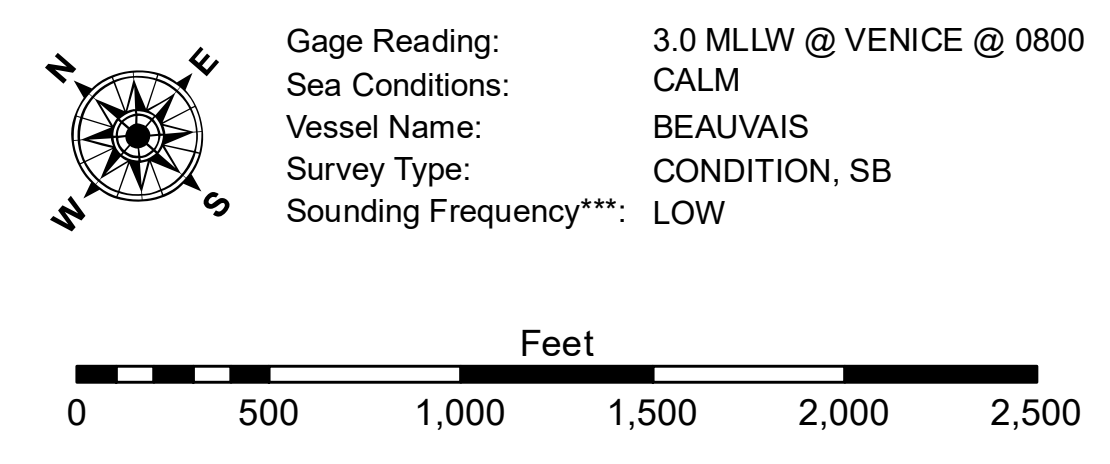 N E
W S
Gage Reading: 3.0 MLLW @ VENICE @ 0800
Sea Conditions: CALM
Vessel Name: BEAUVAIS
Survey Type: CONDITION, SB
Sounding Frequency***: LOW
Feet
0 500 1,000 1,500 2,000 2,500